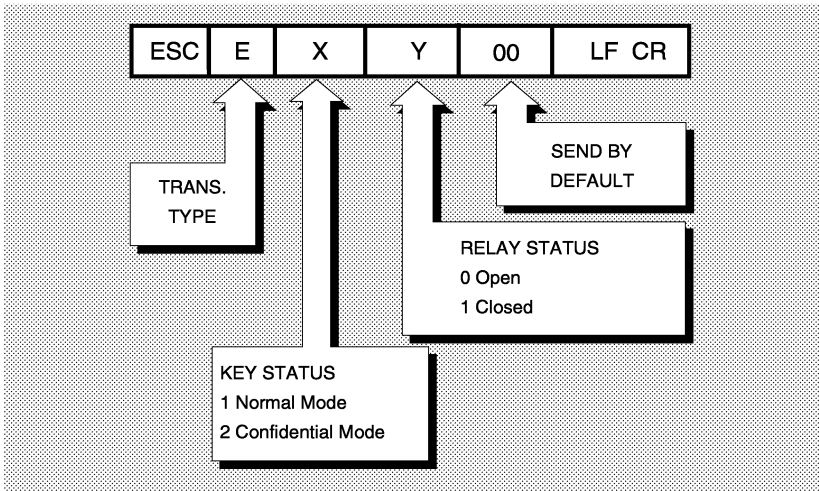 ESC E X Y 00 LF CR
TRANS.
TYPE
SEND BY
DEFAULT
RELAY STATUS
0 Open
1 Closed
KEY STATUS
1 Normal Mode
2 Confidential Mode